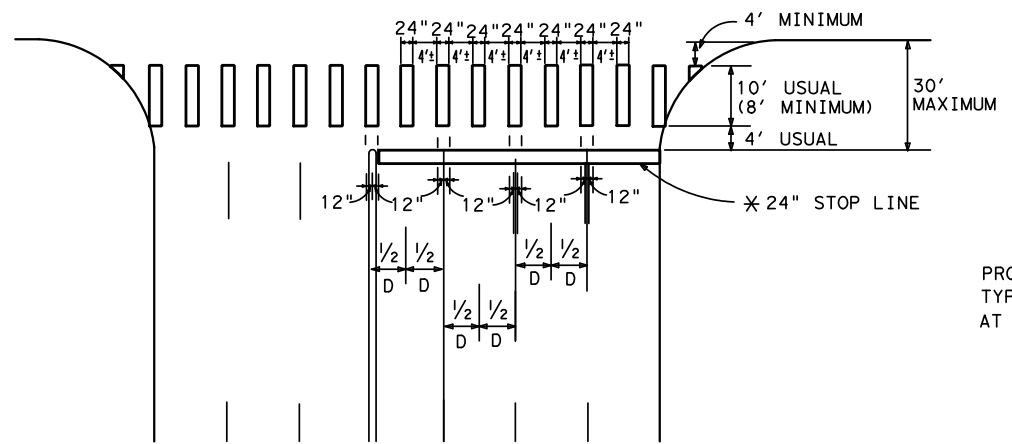 24" 24" 24" 24" 24" 24" 24"
4'± 4'± 4'± 4'± 4'± 4'±
4' MINIMUM
10' USUAL
(8' MINIMUM)
30'
MAXIMUM
4' USUAL
12" 12" 12" 12" 12"
* 24" STOP LINE
1/2 1/2
D D
1/2 1/2
D D
1/2 1/2
D D
PRO
TYP
AT